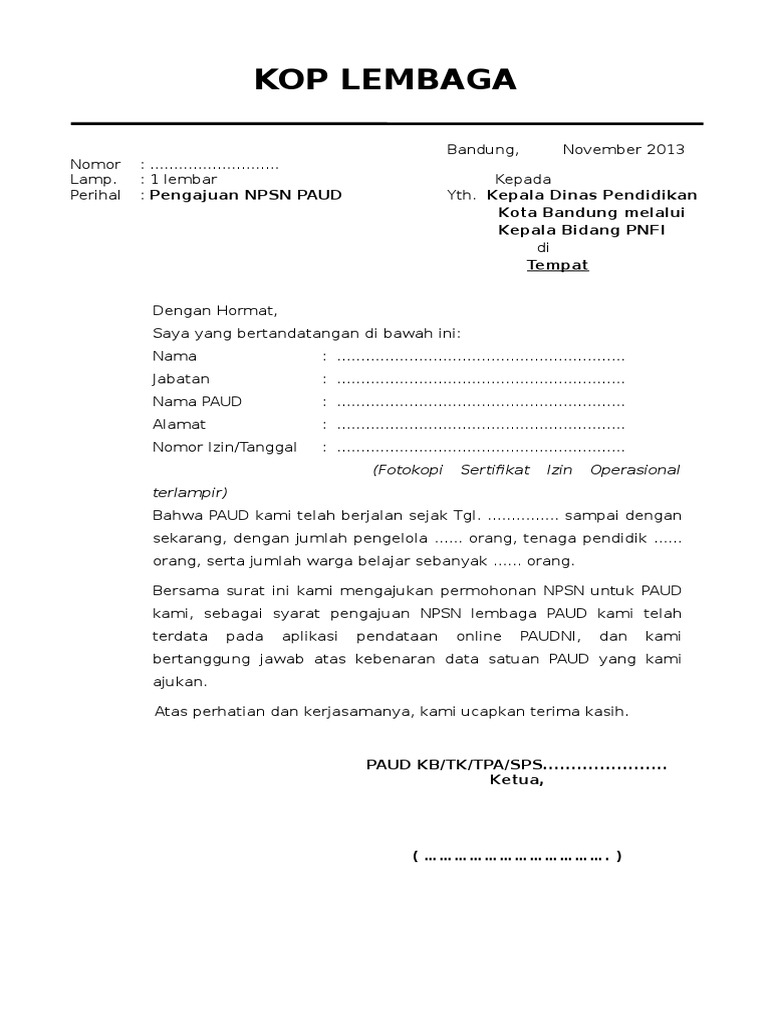 KOP LEMBAGA
Bandung, November 2013
Nomor : ………………………
Lamp. : 1 lembar Kepada
Perihal : Pengajuan NPSN PAUD Yth. Kepala Dinas Pendidikan
Kota Bandung melalui
Kepala Bidang PNFI
di
Tempat
Dengan Hormat,
Saya yang bertandatangan di bawah ini:
Nama : ……………………………………………………
Jabatan : ……………………………………………………
Nama PAUD : ……………………………………………………
Alamat : ……………………………………………………
Nomor Izin/Tanggal : ……………………………………………………
(Fotokopi Sertifikat Izin Operasional
terlampir)
Bahwa PAUD kami telah berjalan sejak Tgl. …………… sampai dengan
sekarang, dengan jumlah pengelola …… orang, tenaga pendidik ……
orang, serta jumlah warga belajar sebanyak …… orang.
Bersama surat ini kami mengajukan permohonan NPSN untuk PAUD
kami, sebagai syarat pengajuan NPSN lembaga PAUD kami telah
terdata pada aplikasi pendataan online PAUDNI, dan kami
bertanggung jawab atas kebenaran data satuan PAUD yang kami
ajukan.
Atas perhatian dan kerjasamanya, kami ucapkan terima kasih.
PAUD KB/TK/TPA/SPS.......................
Ketua,
( ………………………………. )